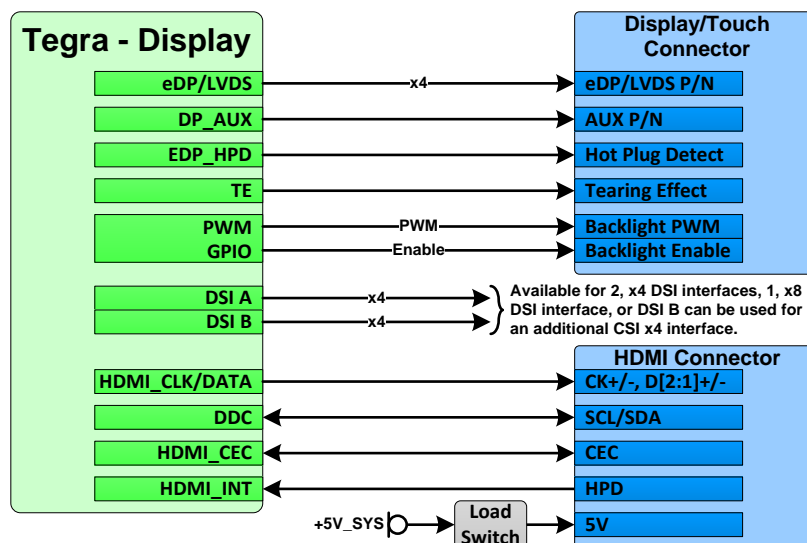 Tegra - Display
eDP/LVDS
DP_AUX
EDP_HPD
TE
PWM
GPIO
DSI A
DSI B
HDMI_CLK/DATA
DDC
HDMI_CEC
HDMI_INT
x4
PWM
Enable
x4
x4
+5V_SYS
Load
Switch
Display/Touch
Connector
eDP/LVDS P/N
AUX P/N
Hot Plug Detect
Tearing Effect
Backlight PWM
Backlight Enable
Available for 2, x4 DSI interfaces, 1, x8
DSI interface, or DSI B can be used for
an additional CSI x4 interface.
HDMI Connector
CK+/-, D[2:1]+/-
SCL/SDA
CEC
HPD
5V